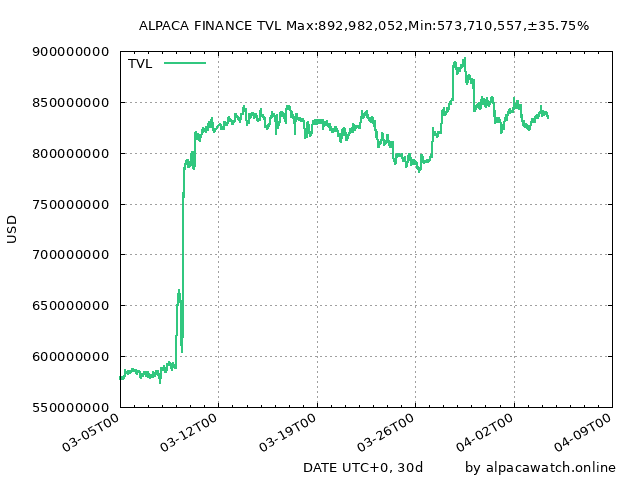 ALPACA FINANCE TVL Max:892,982,052,Min:573,710,557,±35.75%
TVL
900000000
850000000
800000000
750000000
700000000
650000000
600000000
550000000
USD
03-05T00
03-12T00
03-19T00
03-26T00
04-02T00
04-09T00
DATE UTC+0, 30d
by alpacawatch.online